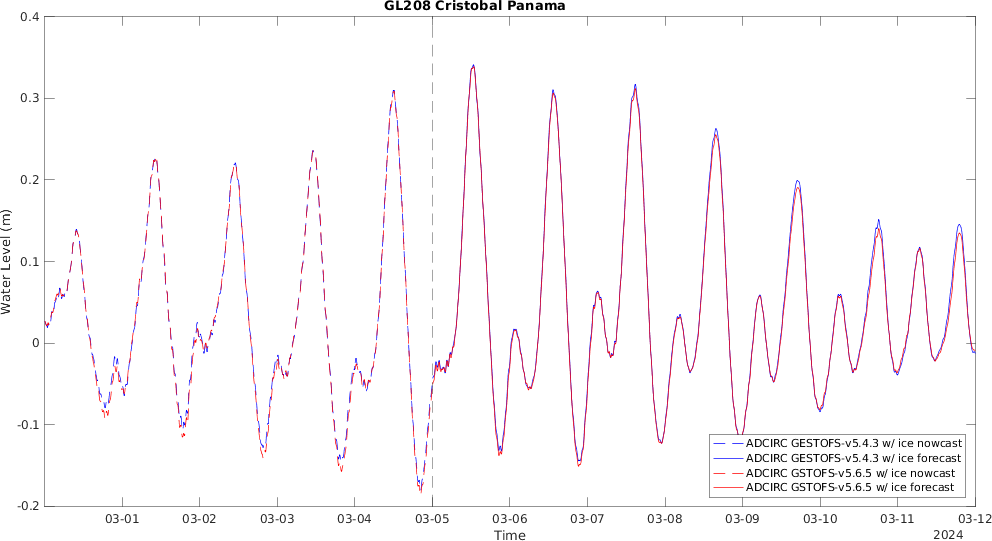 GL208 Cristobal Panama
0.4
0.3
0.2
0.1
0
-0.1
-0.2
Water Level (m)
ADCIRC GESTOFS-v5.4.3 w/ ice nowcast
ADCIRC GESTOFS-v5.4.3 w/ ice forecast
ADCIRC GSTOFS-v5.6.5 w/ ice nowcast
ADCIRC GSTOFS-v5.6.5 w/ ice forecast
03-01 03-02 03-03 03-04 03-05 03-06 03-07 03-08 03-09 03-10 03-11 03-12
Time
2024